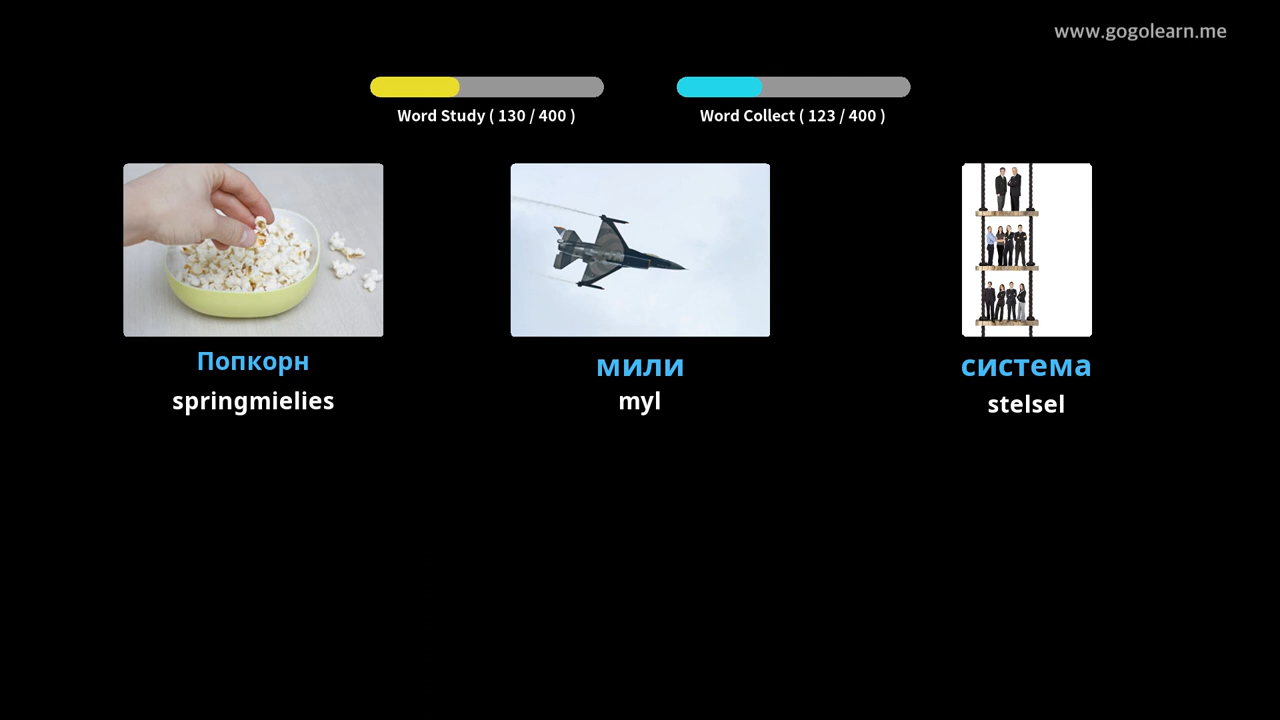 www.gogolearn.me
Word Study ( 130 / 400 )
Word Collect ( 123 / 400 )
Попкорн
springmielies
мили
myl
система
stelsel